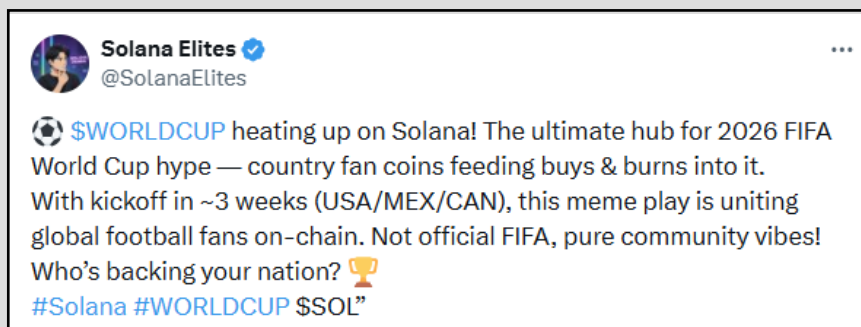 Solana Elites
@SolanaElites
⚽ $WORLDCUP heating up on Solana! The ultimate hub for 2026 FIFA
World Cup hype — country fan coins feeding buys & burns into it.
With kickoff in ~3 weeks (USA/MEX/CAN), this meme play is uniting
global football fans on-chain. Not official FIFA, pure community vibes!
Who’s backing your nation? 🏆
#Solana #WORLDCUP $SOL”